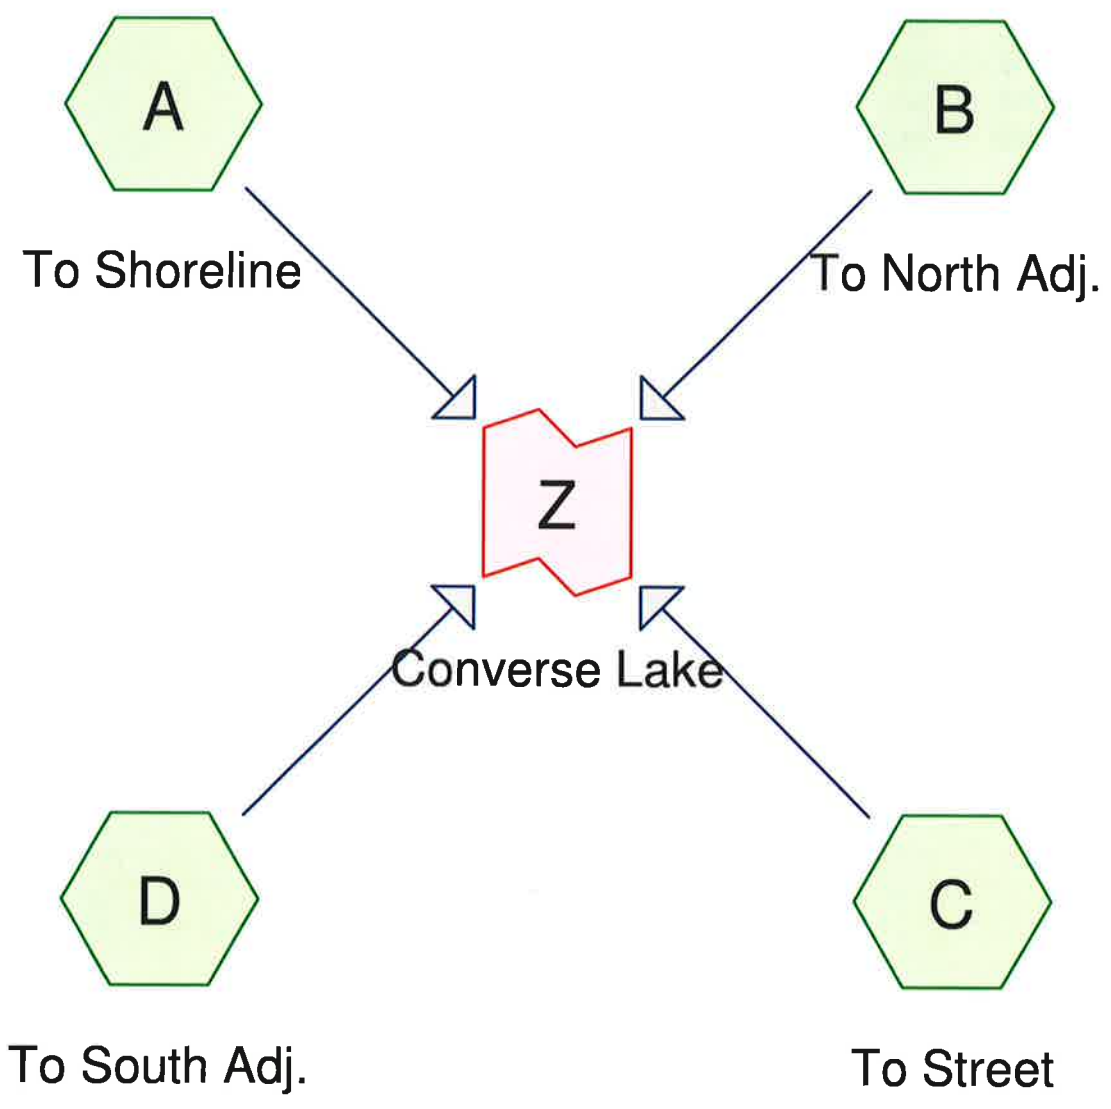 A
B
To Shoreline
To North Adj.
Z
Converse Lake
D
C
To South Adj.
To Street